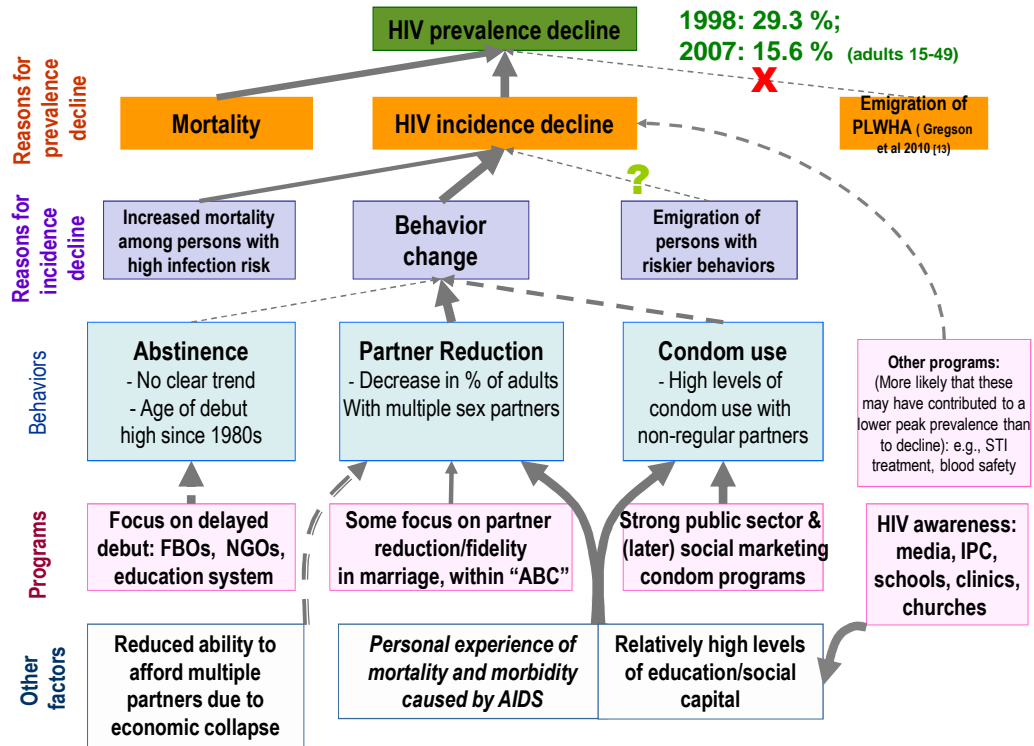 HIV prevalence decline
1998: 29.3 %;
2007: 15.6 % (adults 15-49)
X
Reasons for
prevalence
decline
Mortality
HIV incidence decline
Emigration of
PLWHA ( Gregson
et al 2010 [13)
?
Reasons for
incidence
decline
Increased mortality
among persons with
high infection risk
Behavior
change
Emigration of
persons with
riskier behaviors
Behaviors
Abstinence
- No clear trend
- Age of debut
high since 1980s
Partner Reduction
- Decrease in % of adults
With multiple sex partners
Condom use
- High levels of
condom use with
non-regular partners
Other programs:
(More likely that these
may have contributed to a
lower peak prevalence than
to decline): e.g., STI
treatment, blood safety
Programs
Focus on delayed
debut: FBOs, NGOs,
education system
Some focus on partner
reduction/fidelity
in marriage, within “ABC”
Strong public sector &
(later) social marketing
condom programs
HIV awareness:
media, IPC,
schools, clinics,
churches
Other
factors
Reduced ability to
afford multiple
partners due to
economic collapse
Personal experience of
mortality and morbidity
caused by AIDS
Relatively high levels
of education/social
capital